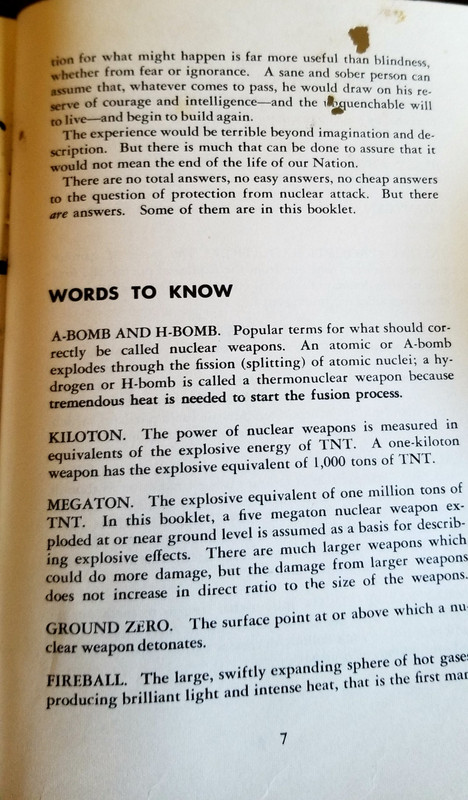 tion for what might happen is far more useful than blindness,
whether from fear or ignorance. A sane and sober person can
assume that, whatever comes to pass, he would draw on his re-
serve of courage and intelligence—and the unquenchable will
to live—and begin to build again.
The experience would be terrible beyond imagination and de-
scription. But there is much that can be done to assure that it
would not mean the end of the life of our Nation.
There are no total answers, no easy answers, no cheap answers
to the question of protection from nuclear attack. But there
are answers. Some of them are in this booklet.
WORDS TO KNOW
A-BOMB AND H-BOMB. Popular terms for what should cor-
rectly be called nuclear weapons. An atomic or A-bomb
explodes through the fission (splitting) of atomic nuclei; a hy-
drogen or H-bomb is called a thermonuclear weapon because
tremendous heat is needed to start the fusion process.
KILOTON. The power of nuclear weapons is measured in
equivalents of the explosive energy of TNT. A one-kiloton
weapon has the explosive equivalent of 1,000 tons of TNT.
MEGATON. The explosive equivalent of one million tons of
TNT. In this booklet, a five megaton nuclear weapon ex-
ploded at or near ground level is assumed as a basis for describ-
ing explosive effects. There are much larger weapons which
could do more damage, but the damage from larger weapons
does not increase in direct ratio to the size of the weapons.
GROUND ZERO. The surface point at or above which a nu-
clear weapon detonates.
FIREBALL. The large, swiftly expanding sphere of hot gases
producing brilliant light and intense heat, that is the first
7